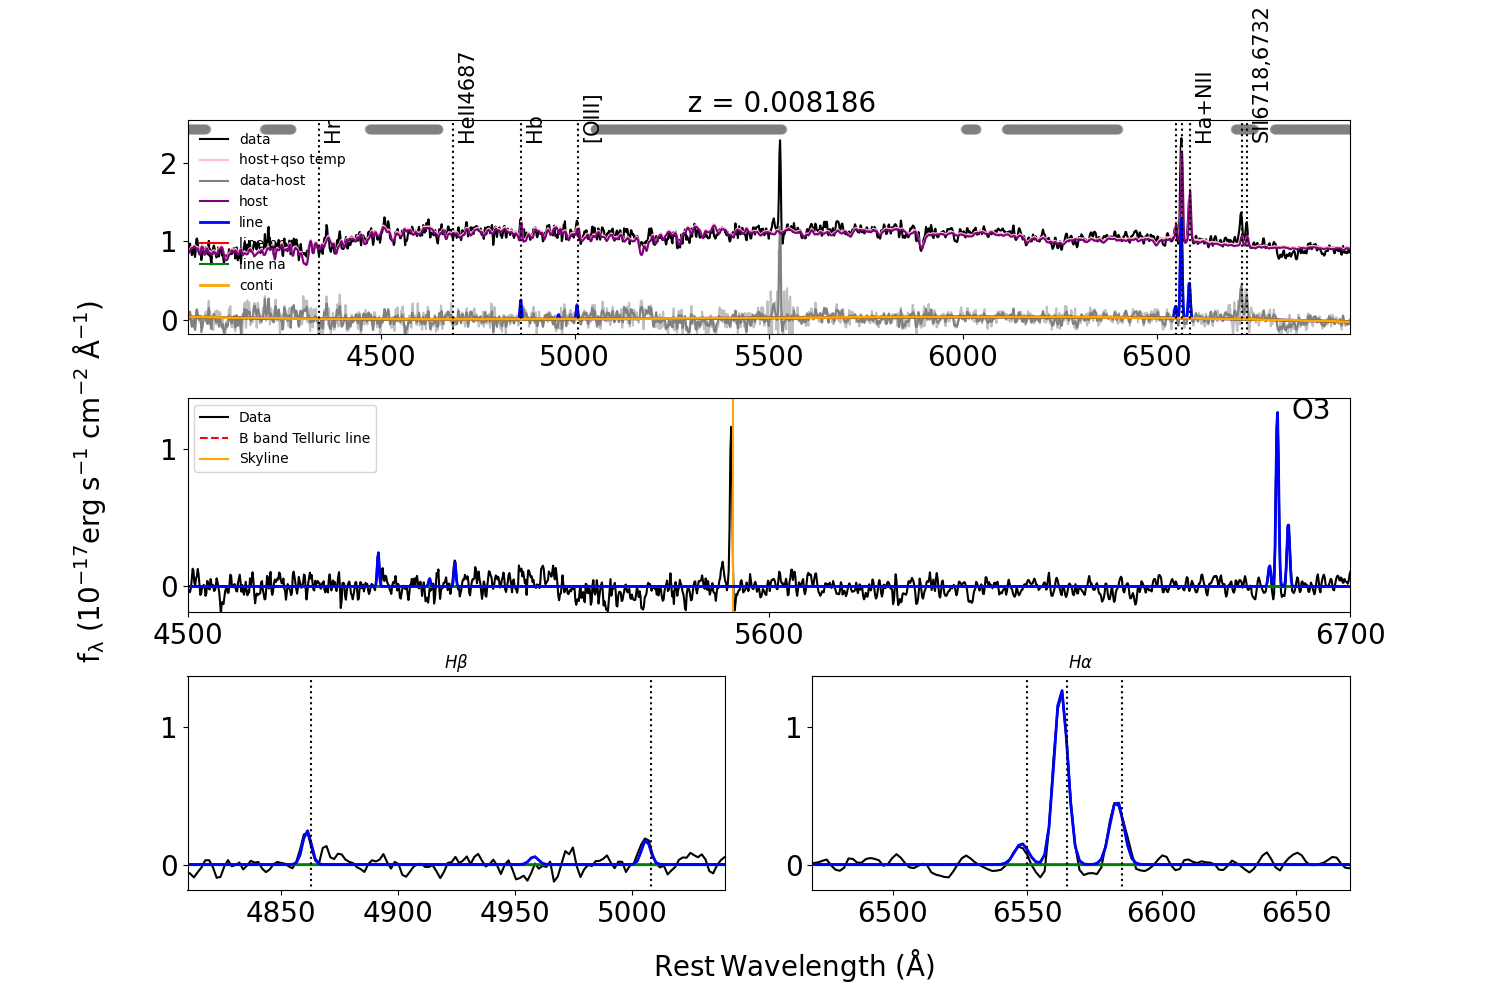 z = 0.008186
Hr
HeII4687
Hb
[OIII]
Ha+NII
SII6718,6732
data
host+qso temp
data-host
host
line
line na
conti
2
1
0
4500 5000 5500 6000 6500
Data
B band Telluric line
Skyline
O3
1
0
4500 5600 6700
fλ (10⁻¹⁷erg s⁻¹ cm⁻² Å⁻¹)
Hβ
1
0
4850 4900 4950 5000
Hα
1
0
6500 6550 6600 6650
Rest Wavelength (Å)